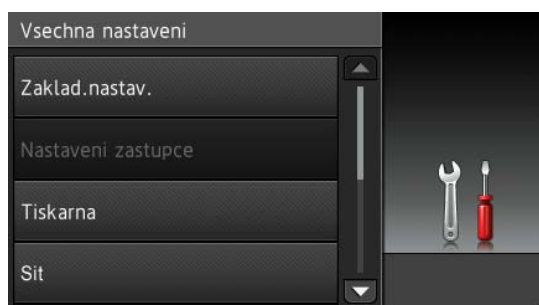 Vsechna nastaveni
Zaklad.nastav.
Nastaveni zastupce
Tiskarna
Sit